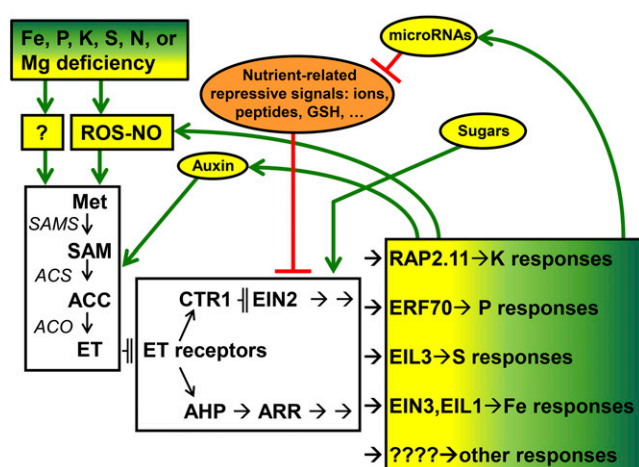 Fe, P, K, S, N, or
Mg deficiency
microRNAs
Nutrient-related
repressive signals: ions,
peptides, GSH, ...
?
ROS-NO
Sugars
Auxin
Met
SAMS
SAM
ACS
ACC
ACO
ET
ET receptors
CTR1
EIN2 → →
AHP → ARR → →
→ RAP2.11→K responses
→ ERF70→ P responses
→ EIL3→S responses
→ EIN3,EIL1→Fe responses
→ ????→other responses